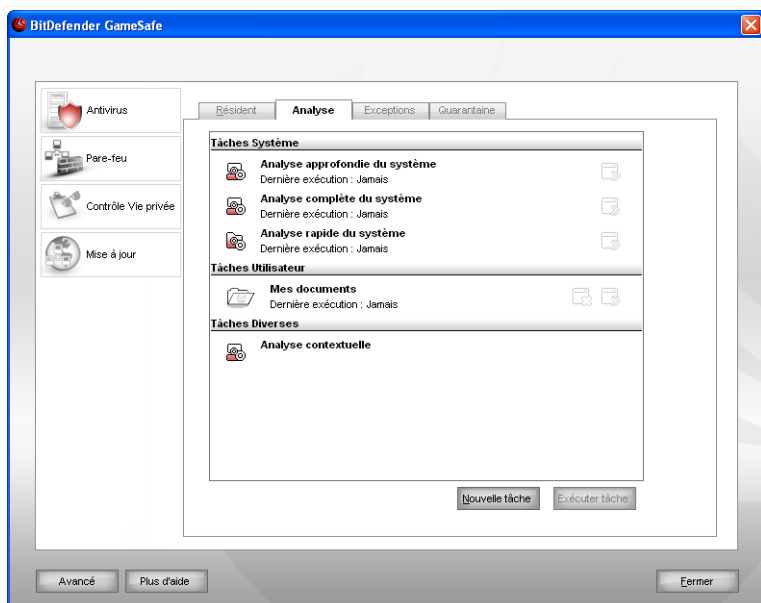 BitDefender GameSafe
Antivirus
Pare-feu
Contrôle Vie privée
Mise à jour
Résident Analyse Exceptions Quarantaine
Tâches Système
Analyse approfondie du système
Dernière exécution : Jamais
Analyse complète du système
Dernière exécution : Jamais
Analyse rapide du système
Dernière exécution : Jamais
Tâches Utilisateur
Mes documents
Dernière exécution : Jamais
Tâches Diverses
Analyse contextuelle
Nouvelle tâche Exécuter tâche
Avancé Plus d'aide Fermer